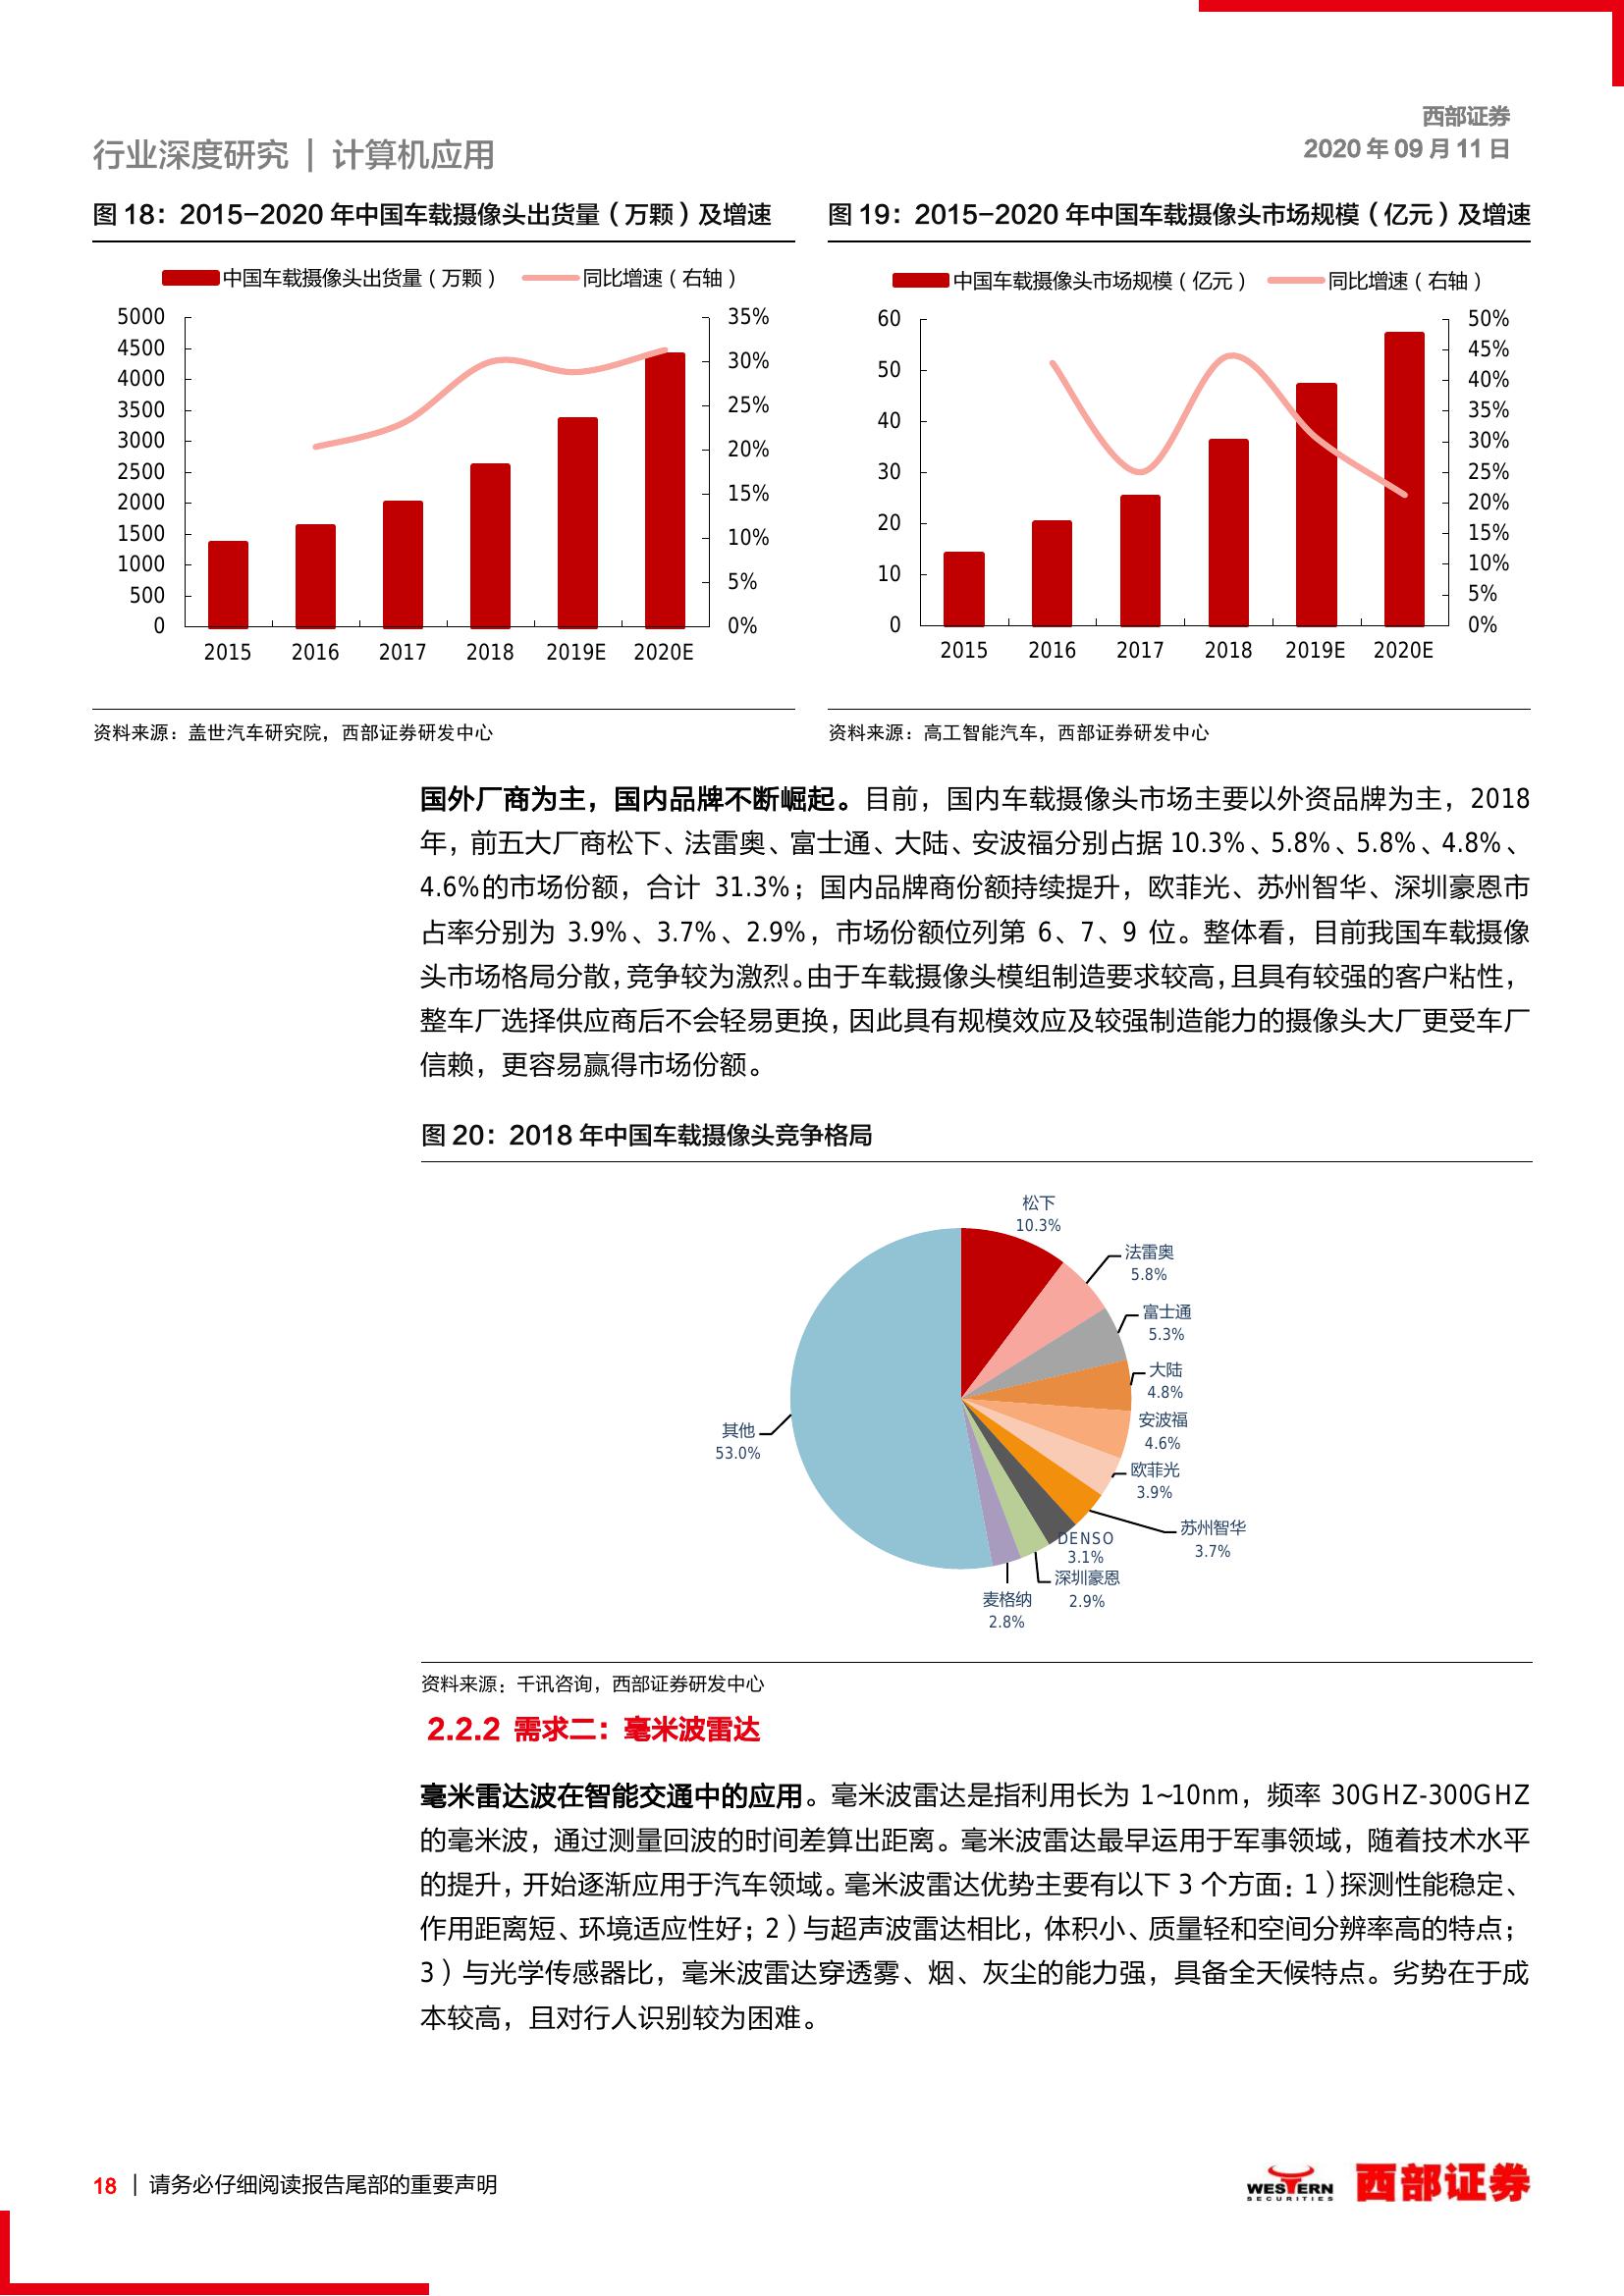 西部证券
2020 年 09 月 11 日
行业深度研究 | 计算机应用
图 18：2015-2020 年中国车载摄像头出货量（万颗）及增速
中国车载摄像头出货量（万颗） 同比增速（右轴）
5000
4500
4000
3500
3000
2500
2000
1500
1000
500
0
35%
30%
25%
20%
15%
10%
5%
0%
2015 2016 2017 2018 2019E 2020E
资料来源：盖世汽车研究院，西部证券研发中心
图 19：2015-2020 年中国车载摄像头市场规模（亿元）及增速
中国车载摄像头市场规模（亿元） 同比增速（右轴）
60
50
40
30
20
10
0
50%
45%
40%
35%
30%
25%
20%
15%
10%
5%
0%
2015 2016 2017 2018 2019E 2020E
资料来源：高工智能汽车，西部证券研发中心
国外厂商为主，国内品牌不断崛起。目前，国内车载摄像头市场主要以外资品牌为主，2018
年，前五大厂商松下、法雷奥、富士通、大陆、安波福分别占据 10.3%、5.8%、5.8%、4.8%、
4.6%的市场份额，合计 31.3%；国内品牌商份额持续提升，欧菲光、苏州智华、深圳豪恩市
占率分别为 3.9%、3.7%、2.9%，市场份额位列第 6、7、9 位。整体看，目前我国车载摄像
头市场格局分散，竞争较为激烈。由于车载摄像头模组制造要求较高，且具有较强的客户粘性，
整车厂选择供应商后不会轻易更换，因此具有规模效应及较强制造能力的摄像头大厂更受车厂
信赖，更容易赢得市场份额。
图 20：2018 年中国车载摄像头竞争格局
松下
10.3%
法雷奥
5.8%
富士通
5.3%
大陆
4.8%
安波福
4.6%
欧菲光
3.9%
苏州智华
3.7%
DENSO
3.1%
深圳豪恩
2.9%
麦格纳
2.8%
其他
53.0%
资料来源：千讯咨询，西部证券研发中心
2.2.2 需求二：毫米波雷达
毫米雷达波在智能交通中的应用。毫米波雷达是指利用长为 1~10nm，频率 30GHZ-300GHZ
的毫米波，通过测量回波的时间差算出距离。毫米波雷达最早运用于军事领域，随着技术水平
的提升，开始逐渐应用于汽车领域。毫米波雷达优势主要有以下 3 个方面：1）探测性能稳定、
作用距离短、环境适应性好；2）与超声波雷达相比，体积小、质量轻和空间分辨率高的特点；
3）与光学传感器比，毫米波雷达穿透雾、烟、灰尘的能力强，具备全天候特点。劣势在于成
本较高，且对行人识别较为困难。
18 | 请务必仔细阅读报告尾部的重要声明
WESTERN
SECURITIES
西部证券